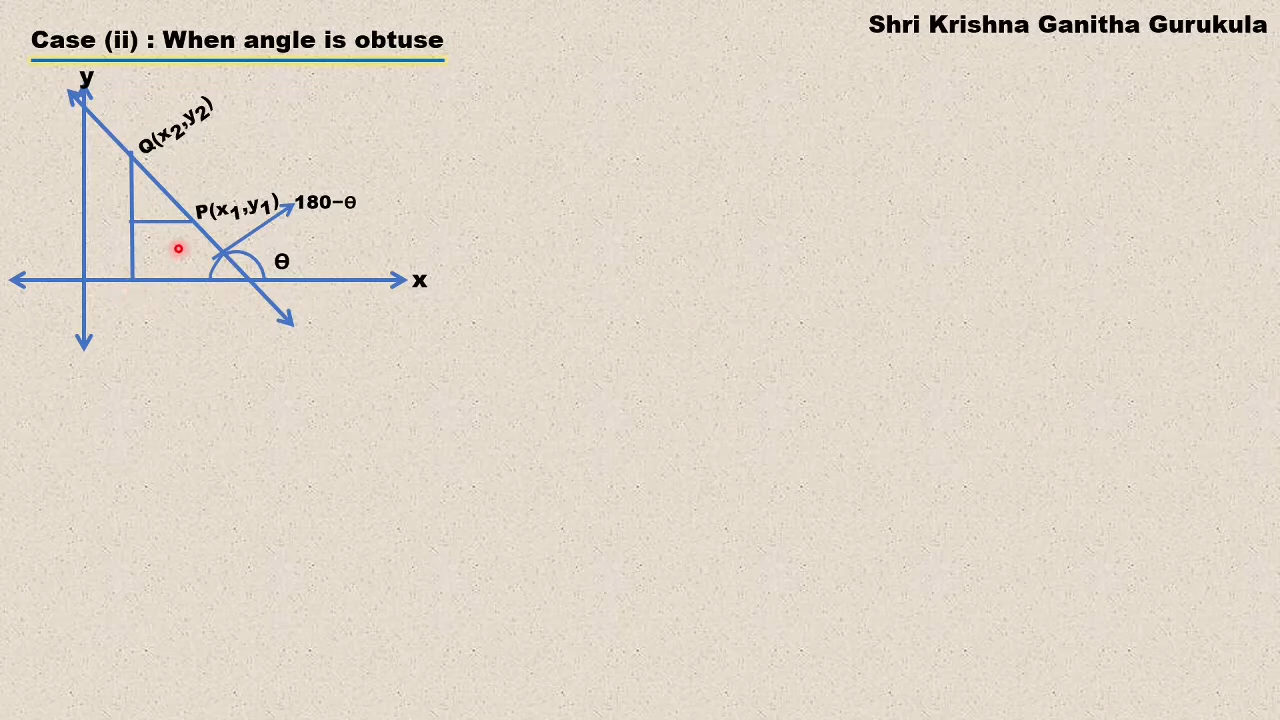 Shri Krishna Ganitha Gurukula
Case (ii) : When angle is obtuse
y
Q(x₂,y₂)
P(x₁,y₁)
180−θ
θ
x